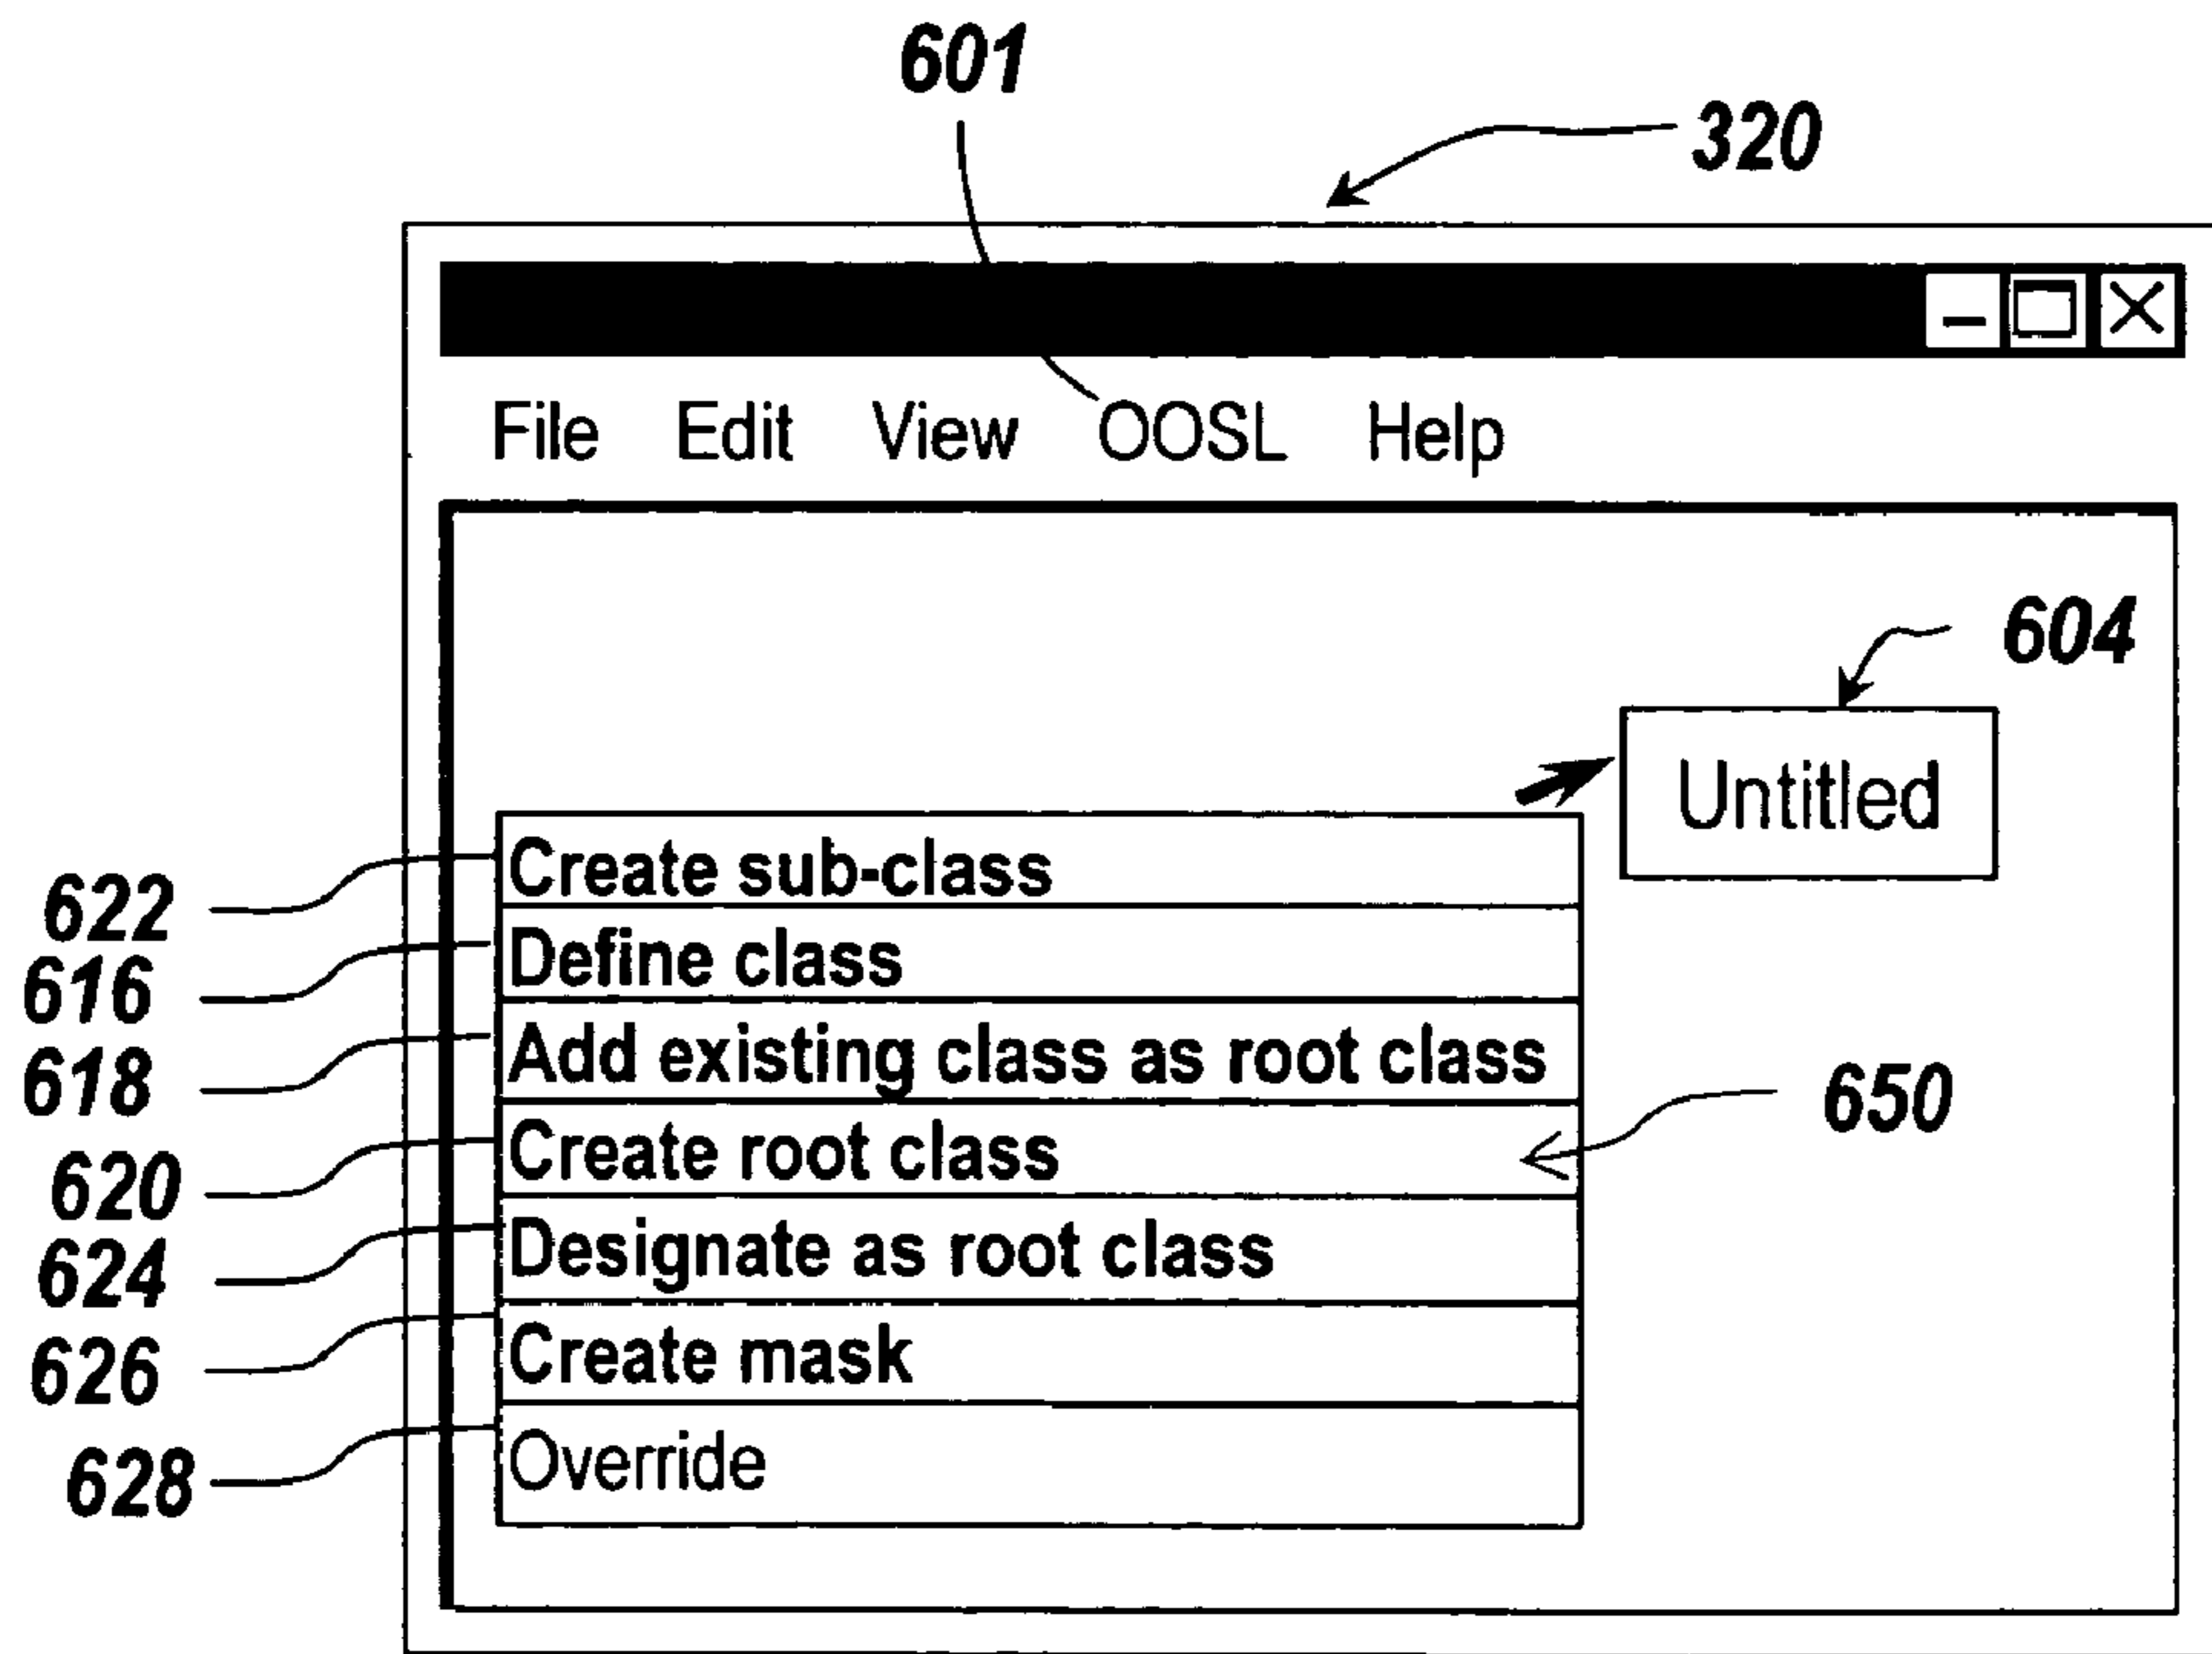 601
320
File Edit View OOSL Help
604
Untitled
622 Create sub-class
616 Define class
618 Add existing class as root class
650
620 Create root class
624 Designate as root class
626 Create mask
628 Override